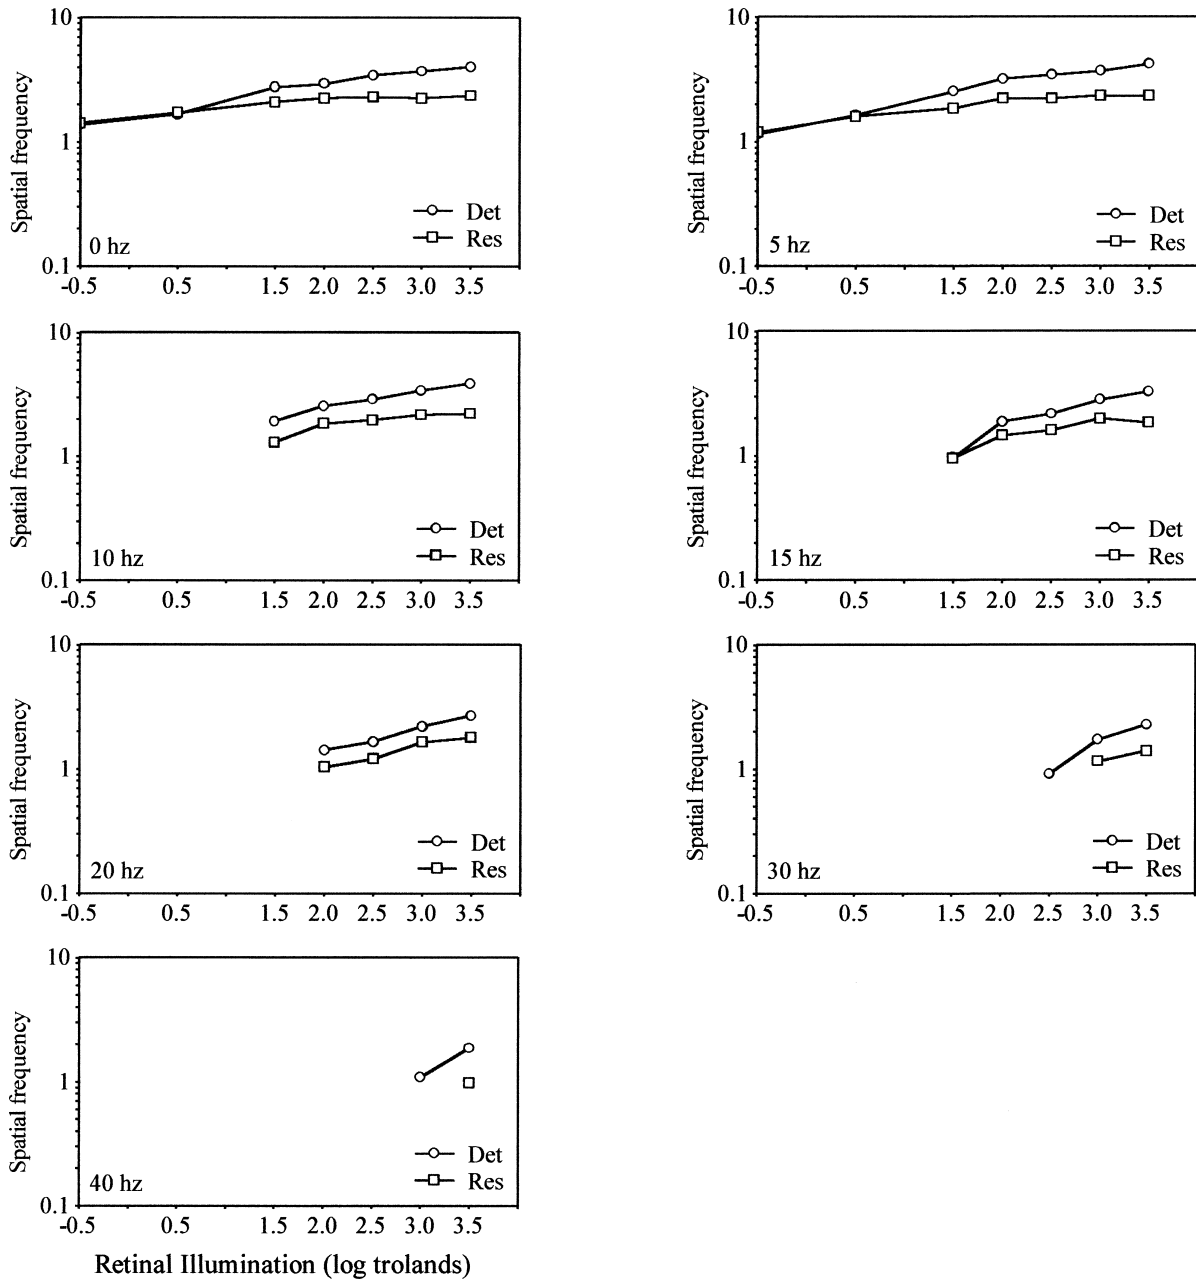 10
1
0.1
Spatial frequency
0 hz
Det
Res
-0.5 0.5 1.5 2.0 2.5 3.0 3.5
10
1
0.1
Spatial frequency
5 hz
Det
Res
-0.5 0.5 1.5 2.0 2.5 3.0 3.5
10
1
0.1
Spatial frequency
10 hz
Det
Res
-0.5 0.5 1.5 2.0 2.5 3.0 3.5
10
1
0.1
Spatial frequency
15 hz
Det
Res
-0.5 0.5 1.5 2.0 2.5 3.0 3.5
10
1
0.1
Spatial frequency
20 hz
Det
Res
-0.5 0.5 1.5 2.0 2.5 3.0 3.5
10
1
0.1
Spatial frequency
30 hz
Det
Res
-0.5 0.5 1.5 2.0 2.5 3.0 3.5
10
1
0.1
Spatial frequency
40 hz
Det
Res
-0.5 0.5 1.5 2.0 2.5 3.0 3.5
Retinal Illumination (log trolands)